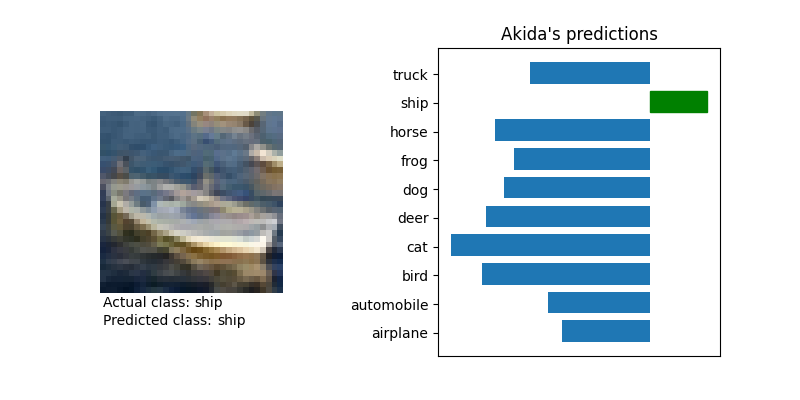 Akida's predictions
truck
ship
horse
frog
dog
deer
cat
bird
automobile
airplane
Actual class: ship
Predicted class: ship